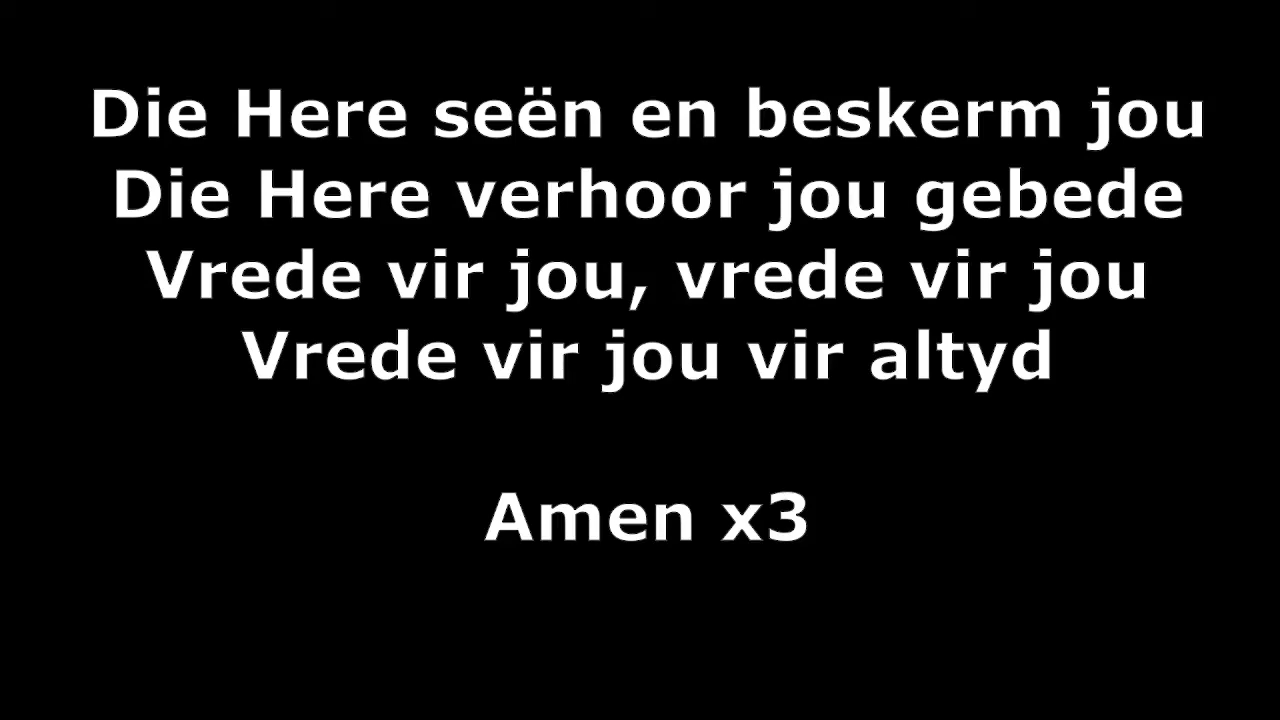 Die Here seën en beskerm jou
Die Here verhoor jou gebede
Vrede vir jou, vrede vir jou
Vrede vir jou vir altyd
Amen x3